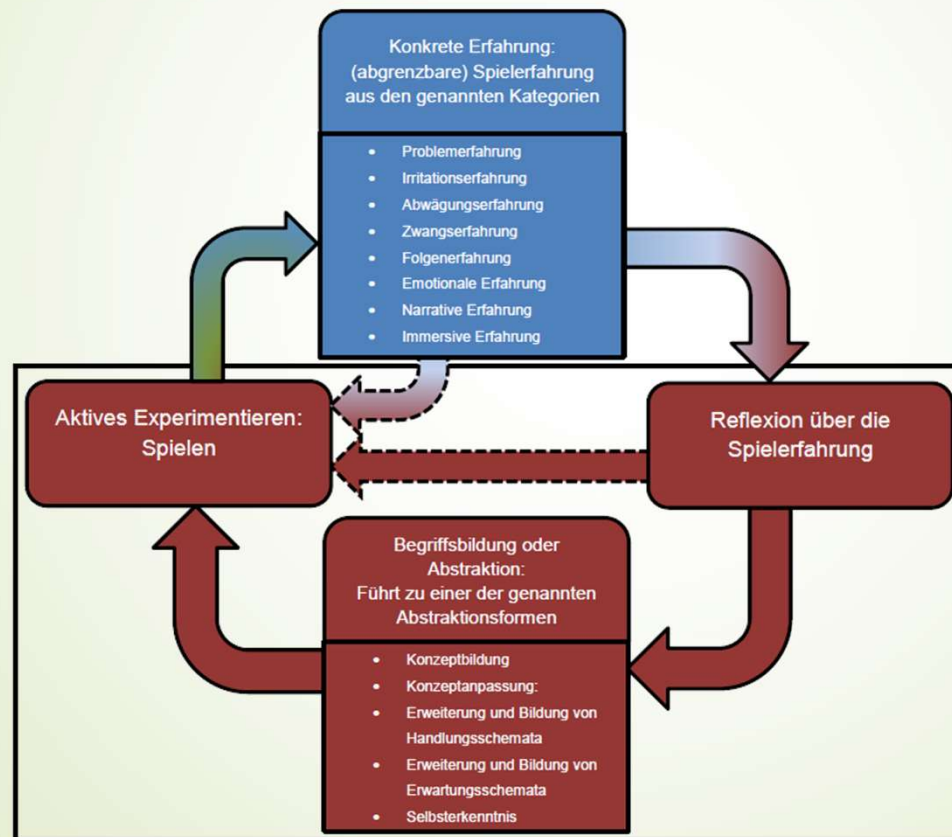 Konkrete Erfahrung:
(abgrenzbare) Spielerfahrung
aus den genannten Kategorien
• Problemerfahrung
• Irritationserfahrung
• Abwägungserfahrung
• Zwangserfahrung
• Folgenerfahrung
• Emotionale Erfahrung
• Narrative Erfahrung
• Immersive Erfahrung
Aktives Experimentieren:
Spielen
Reflexion über die
Spielerfahrung
Begriffsbildung oder
Abstraktion:
Führt zu einer der genannten
Abstraktionsformen
• Konzeptbildung
• Konzeptanpassung:
• Erweiterung und Bildung von
Handlungsschemata
• Erweiterung und Bildung von
Erwartungsschemata
• Selbsterkenntnis